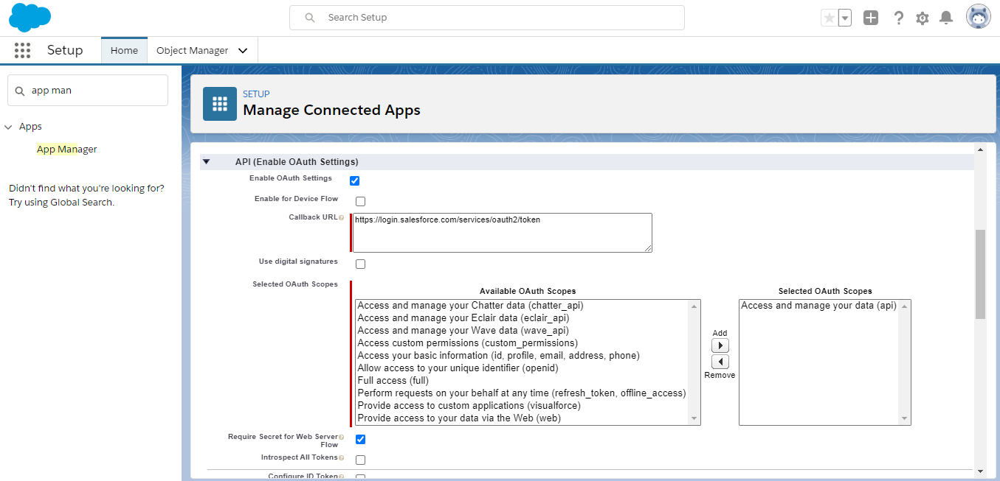 Search Setup
Setup
Home
Object Manager
app man
Apps
App Manager
Didn't find what you're looking for?
Try using Global Search.
SETUP
Manage Connected Apps
API (Enable OAuth Settings)
Enable OAuth Settings
Enable for Device Flow
Callback URL
https://login.salesforce.com/services/oauth2/token
Use digital signatures
Selected OAuth Scopes
Available OAuth Scopes
Access and manage your Chatter data (chatter_api)
Access and manage your Eclair data (eclair_api)
Access and manage your Wave data (wave_api)
Access custom permissions (custom_permissions)
Access your basic information (id, profile, email, address, phone)
Allow access to your unique identifier (openid)
Full access (full)
Perform requests on your behalf at any time (refresh_token, offline_access)
Provide access to custom applications (visualforce)
Provide access to your data via the Web (web)
Add
Remove
Selected OAuth Scopes
Access and manage your data (api)
Require Secret for Web Server
Flow
Introspect All Tokens
Configure ID Token